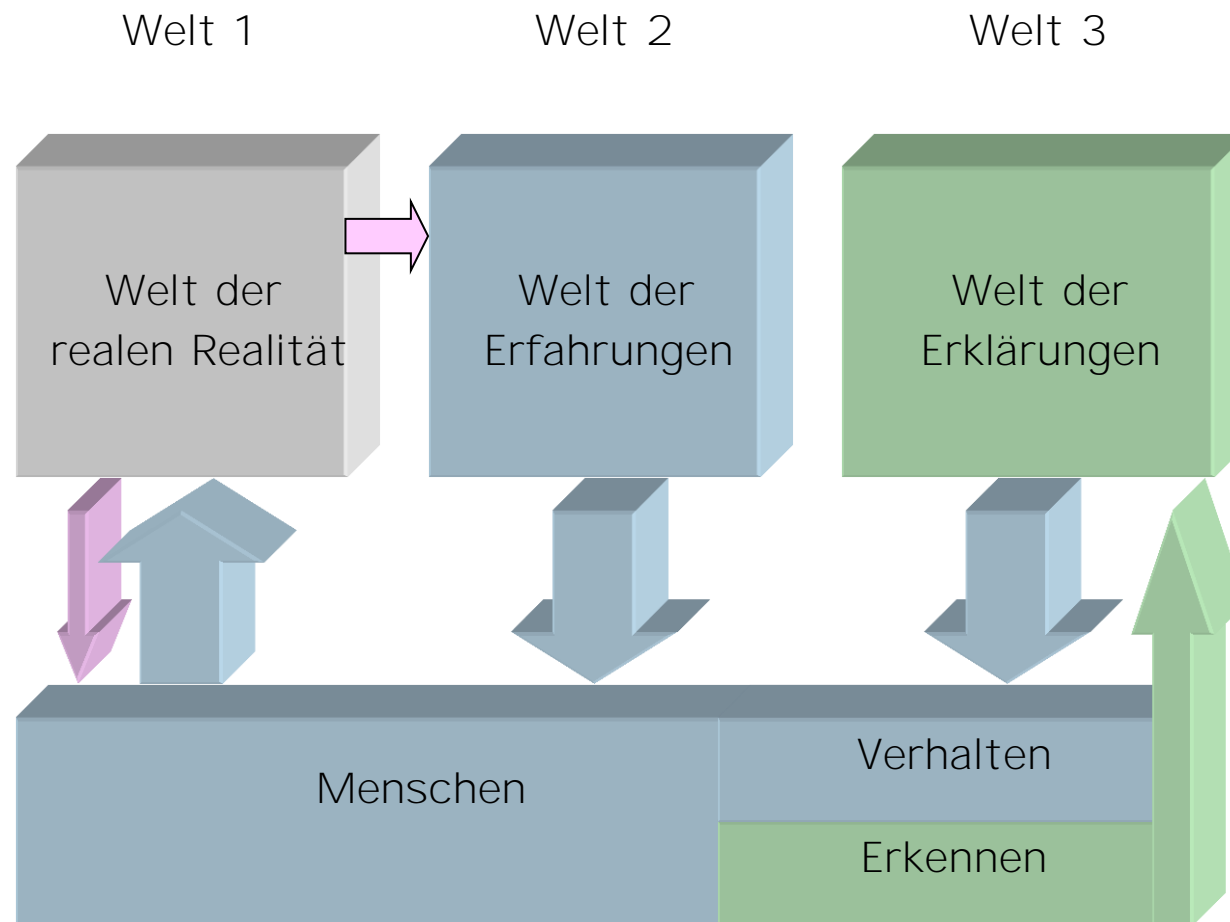 Welt 1
Welt 2
Welt 3
Welt der
realen Realität
Welt der
Erfahrungen
Welt der
Erklärungen
Menschen
Verhalten
Erkennen